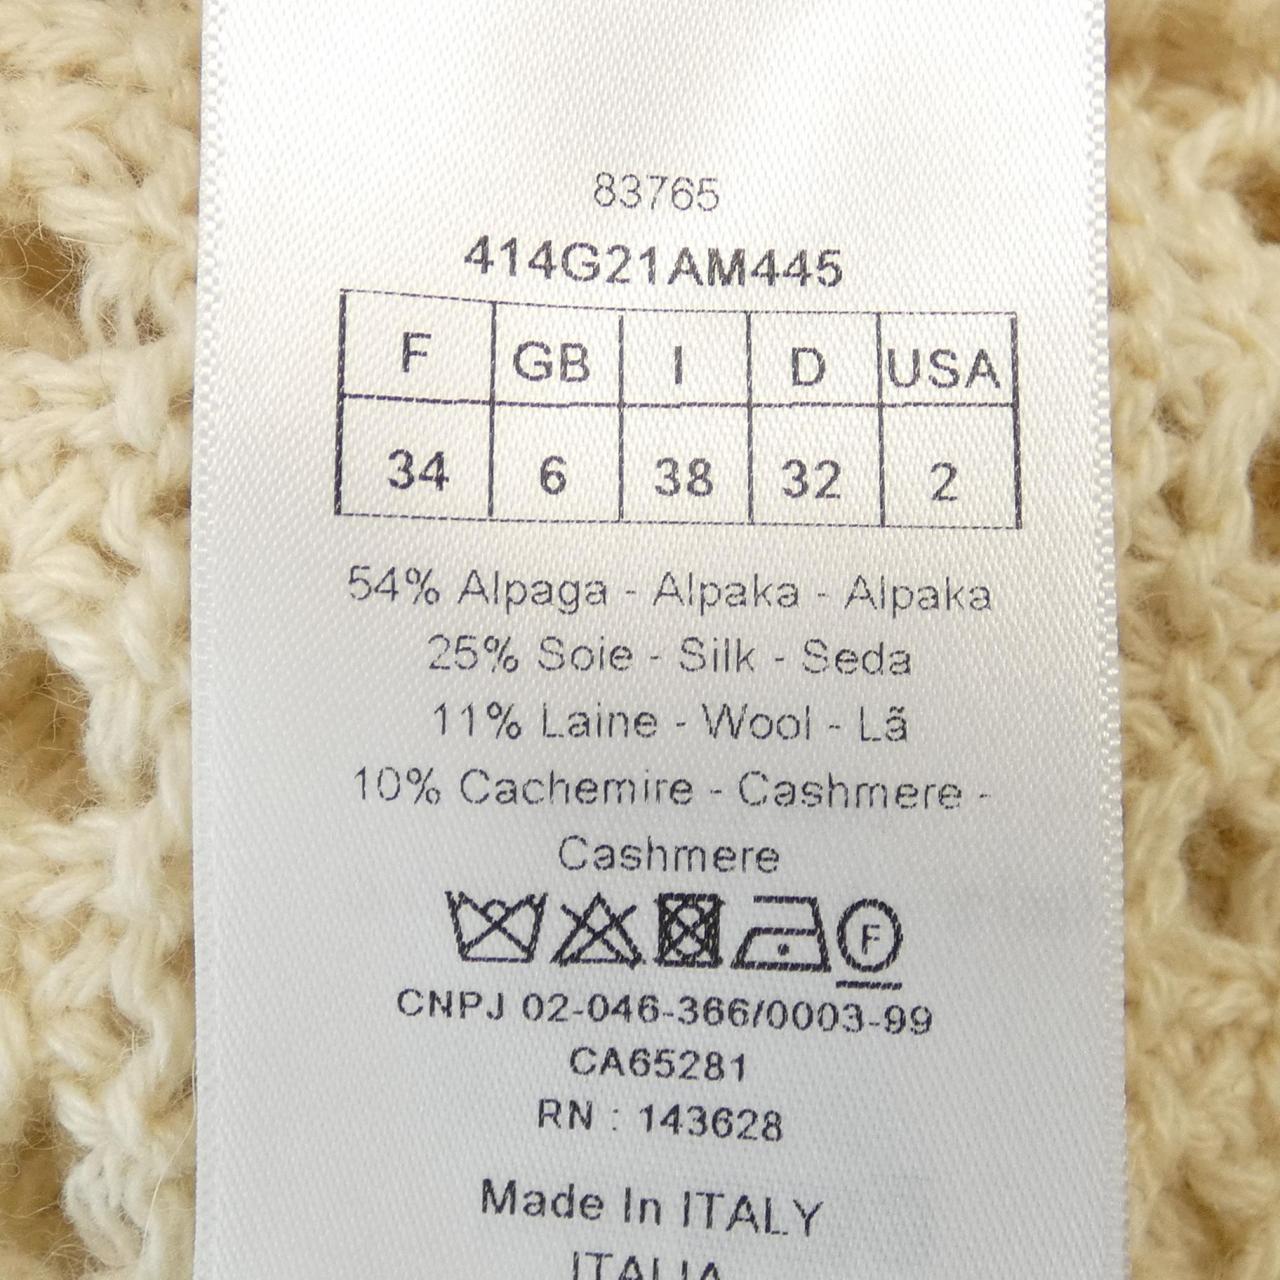 83765
414G21AM445
F GB I D USA
34 6 38 32 2
54% Alpaga - Alpaka - Alpaka
25% Soie - Silk - Seda
11% Laine - Wool - Lã
10% Cachemire - Cashmere -
Cashmere
F
CNPJ 02-046-366/0003-99
CA65281
RN : 143628
Made In ITALY
ITALIA